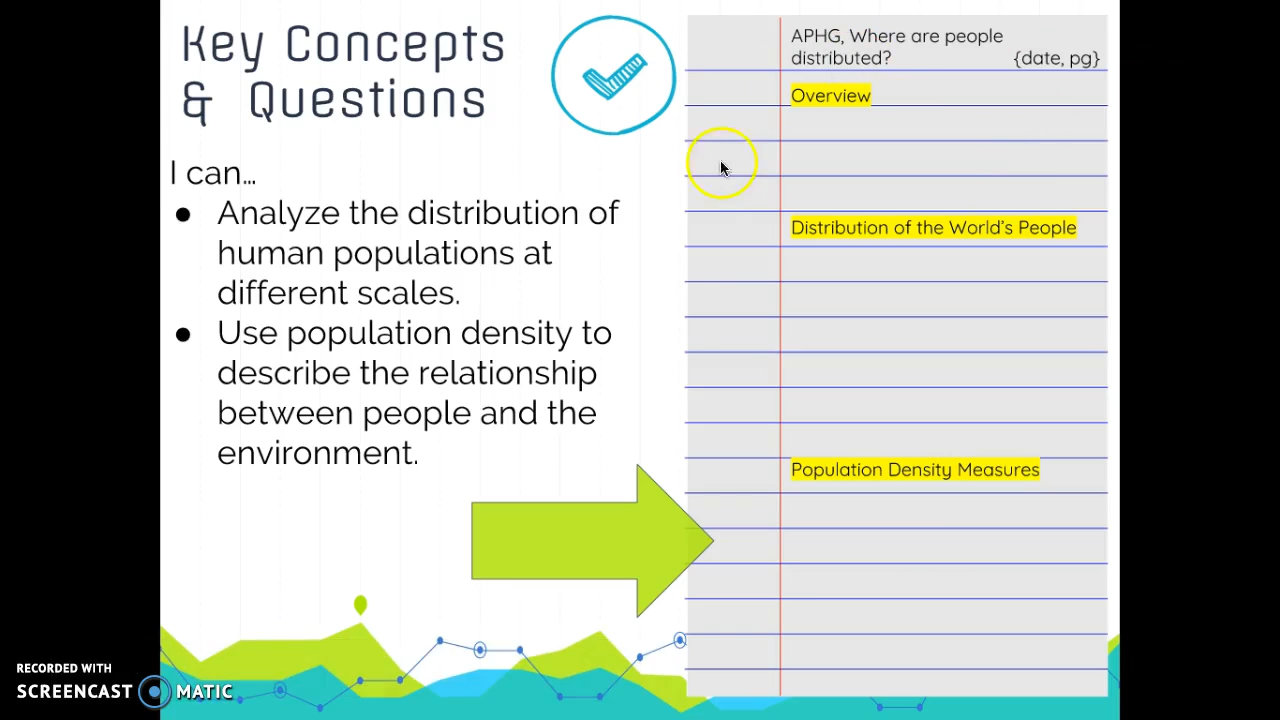 Key Concepts
& Questions
I can…
● Analyze the distribution of
human populations at
different scales.
● Use population density to
describe the relationship
between people and the
environment.
APHG, Where are people
distributed? {date, pg}
Overview
Distribution of the World's People
Population Density Measures
RECORDED WITH
SCREENCAST MATIC